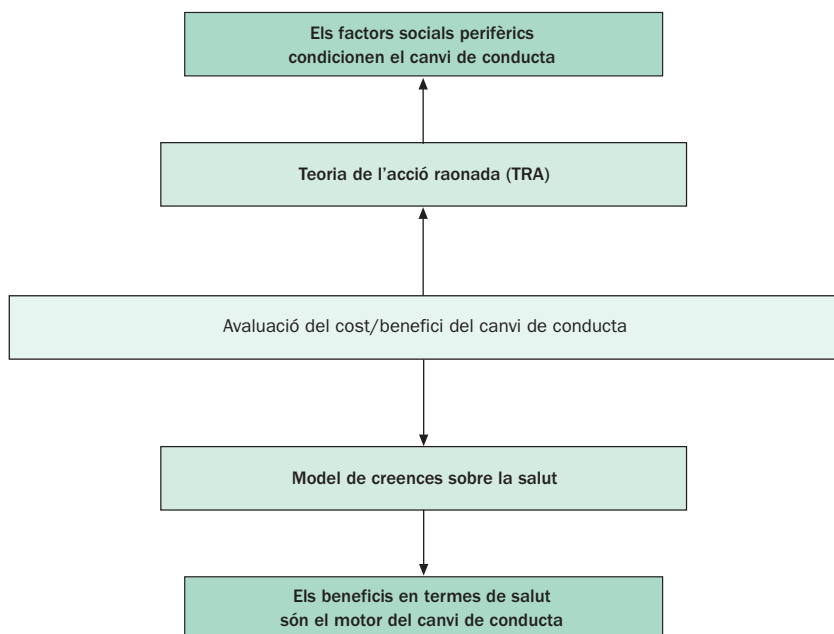 Els factors socials perifèrics
condicionen el canvi de conducta
Teoria de l’acció raonada (TRA)
Avaluació del cost/benefici del canvi de conducta
Model de creences sobre la salut
Els beneficis en termes de salut
són el motor del canvi de conducta